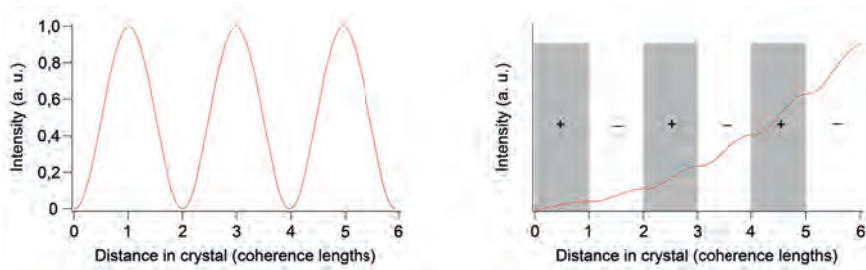 Intensity (a. u.)
1,0
0,8
0,6
0,4
0,2
0
0 1 2 3 4 5 6
Distance in crystal (coherence lengths)
Intensity (a. u.)
+ – + – + –
0 1 2 3 4 5 6
Distance in crystal (coherence lengths)